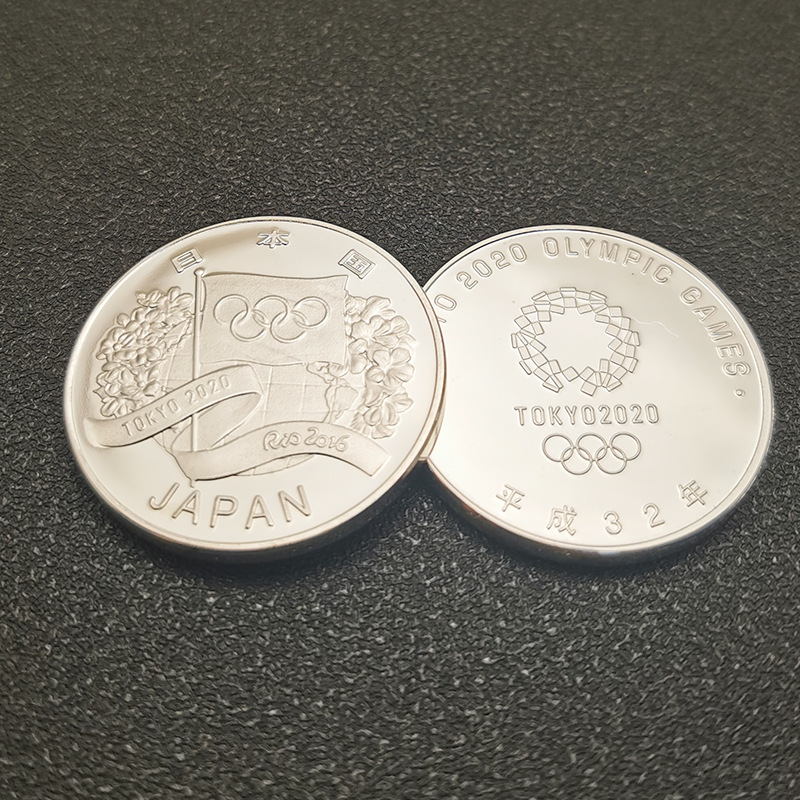 日本国
TOKYO 2020
Rio 2016
JAPAN
2020 OLYMPIC GAMES.
TOKYO2020
平成32年